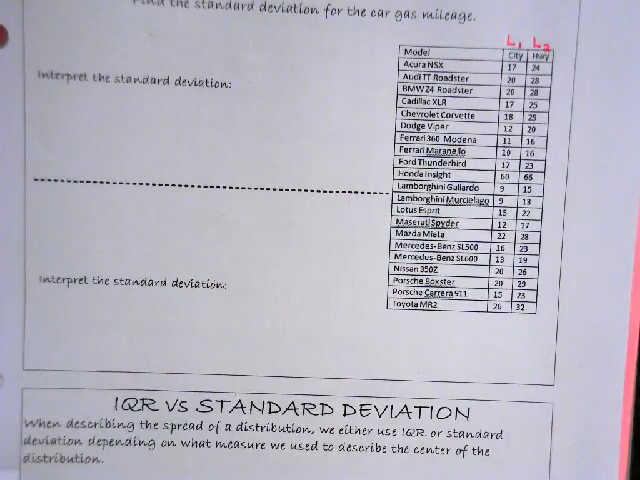 Find the standard deviation for the car gas mileage.
L1 L2
Model City Hwy
Acura NSX 17 24
Audi TT Roadster 20 28
BMW Z4 Roadster 20 28
Cadillac XLR 17 25
Chevrolet Corvette 18 25
Dodge Viper 12 20
Ferrari 360 Modena 11 16
Ferrari Maranello 10 16
Ford Thunderbird 17 23
Honda Insight 60 66
Lamborghini Gallardo 9 15
Lamborghini Murcielago 9 13
Lotus Esprit 15 22
Maserati Spyder 12 17
Mazda Miata 22 28
Mercedes-Benz SL500 16 23
Mercedes-Benz SL600 13 19
Nissan 350Z 20 26
Porsche Boxster 20 29
Porsche Carrera 911 15 23
Toyota MR2 26 32
Interpret the standard deviation:
Interpret the standard deviation:
IQR VS STANDARD DEVIATION
When describing the spread of a distribution, we either use IQR or standard
deviation depending on what measure we used to describe the center of the
distribution.